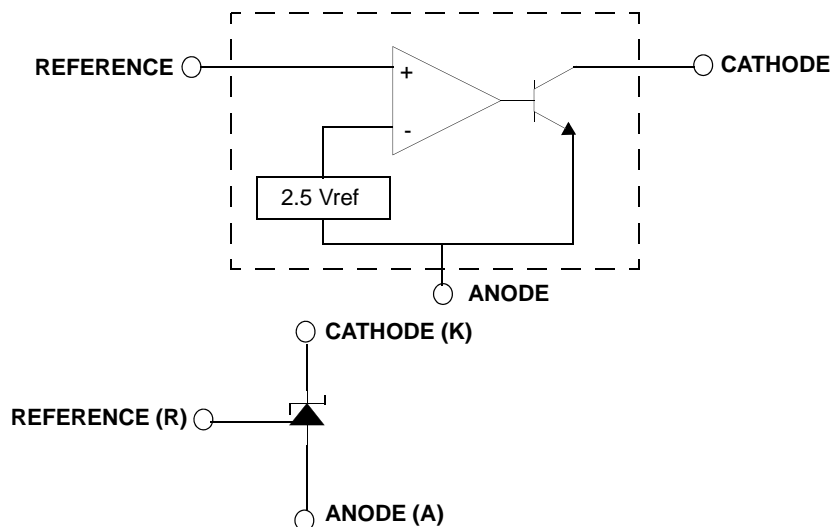 REFERENCE
CATHODE
+
-
2.5 Vref
ANODE
CATHODE (K)
REFERENCE (R)
ANODE (A)